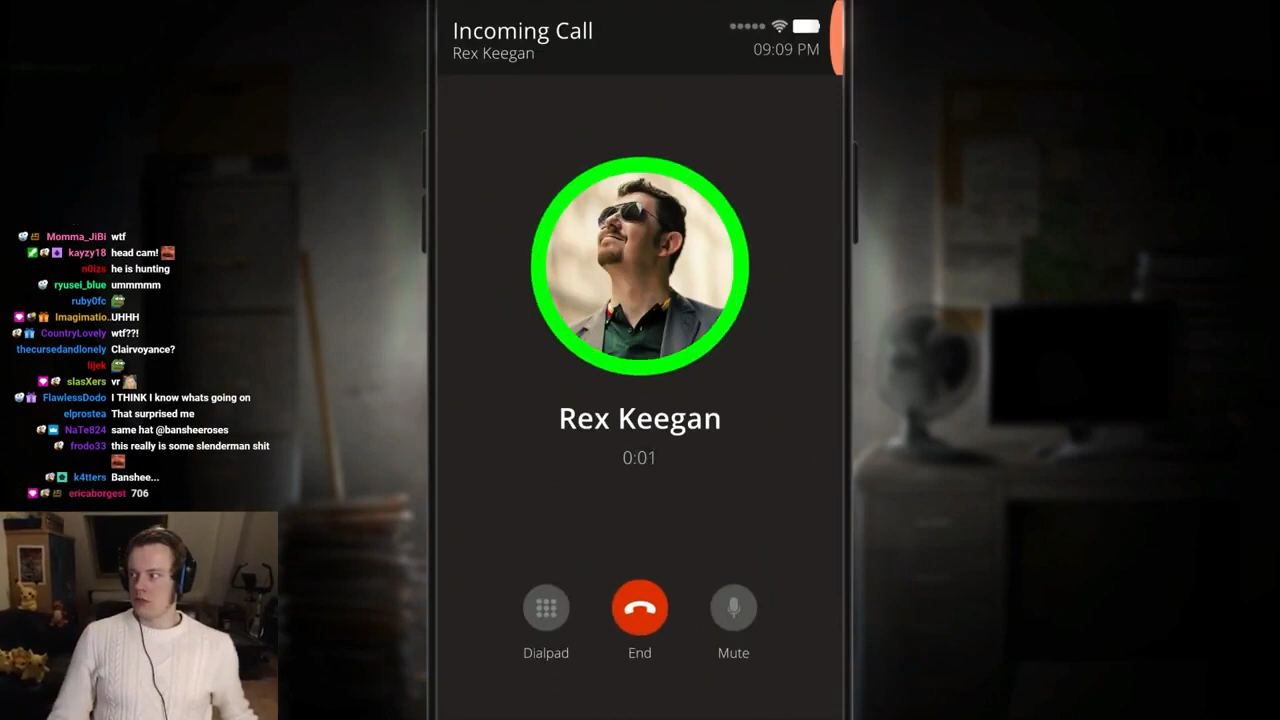 Incoming Call
Rex Keegan
09:09 PM
Momma_JiBi wtf
kayzy18 head cam!
n0izs he is hunting
ryusei_blue ummmmm
ruby0fc
Imaginatio.. UHHH
CountryLovely wtf??!
thecursedandlonely Clairvoyance?
lijek
slasXers vr
FlawlessDodo I THINK I know whats going on
elprostea That surprised me
NaTe824 same hat @bansheeroses
frodo33 this really is some slenderman shit
k4tters Banshee...
ericaborgest 706
Rex Keegan
0:01
Dialpad
End
Mute